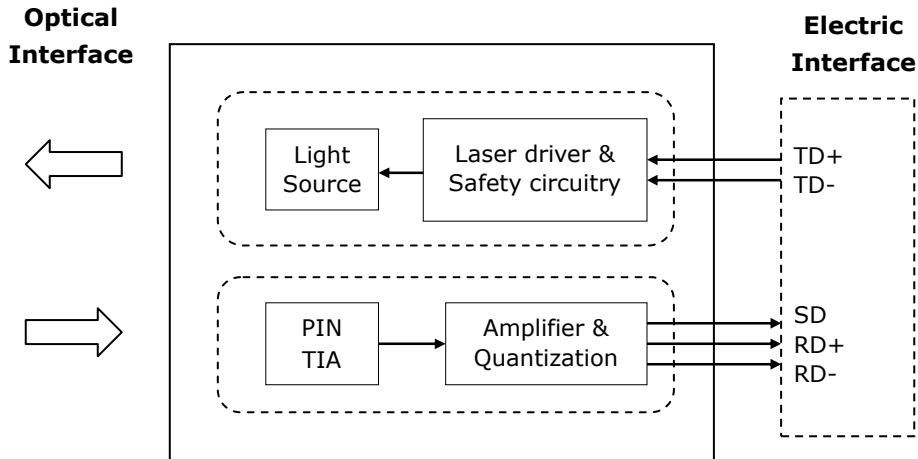 Optical
Interface
Electric
Interface
Light
Source
Laser driver &
Safety circuitry
TD+
TD-
PIN
TIA
Amplifier &
Quantization
SD
RD+
RD-